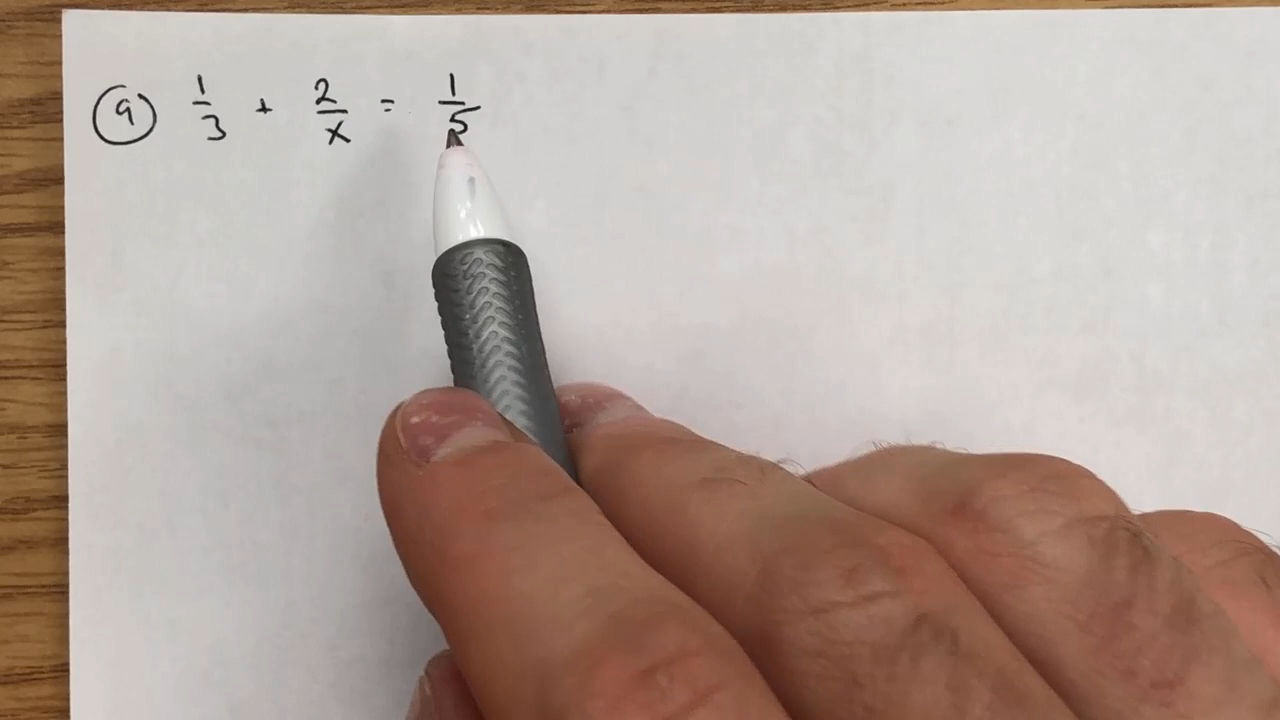 9 1/3 + 2/x = 1/5